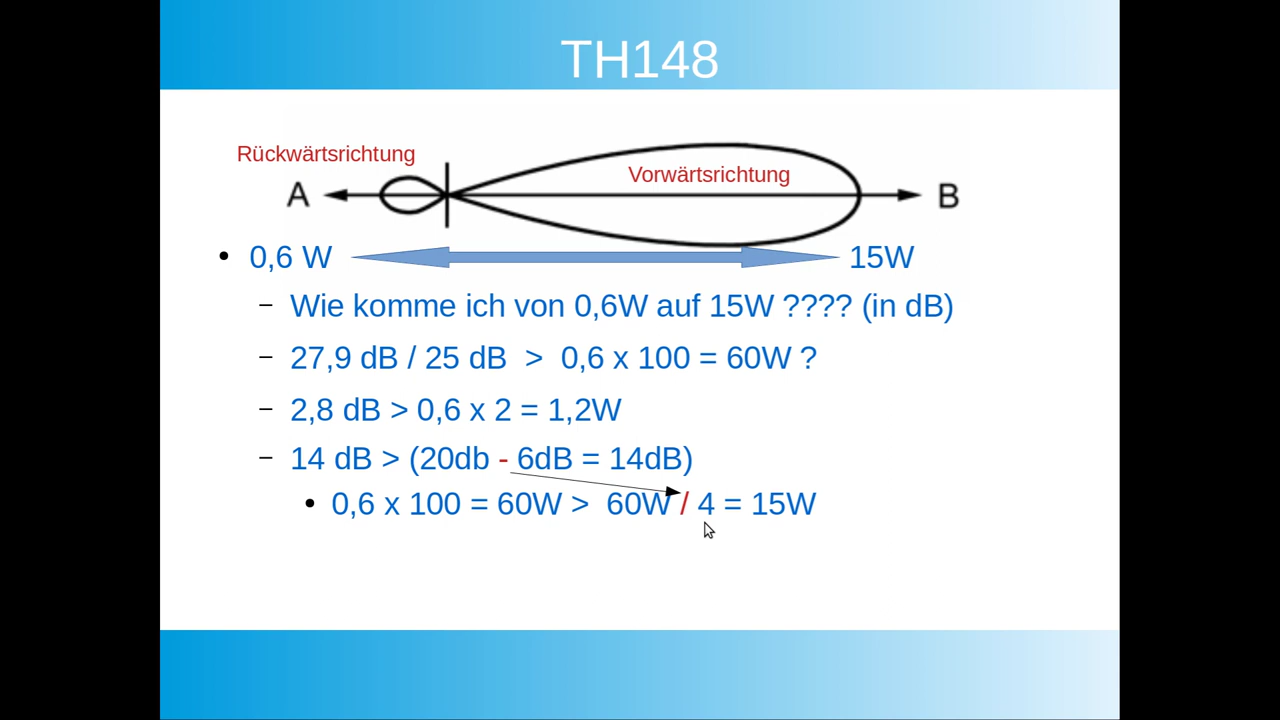 TH148
Rückwärtsrichtung
Vorwärtsrichtung
A
B
0,6 W
15W
Wie komme ich von 0,6W auf 15W ???? (in dB)
27,9 dB / 25 dB > 0,6 x 100 = 60W ?
2,8 dB > 0,6 x 2 = 1,2W
14 dB > (20db - 6dB = 14dB)
0,6 x 100 = 60W > 60W / 4 = 15W